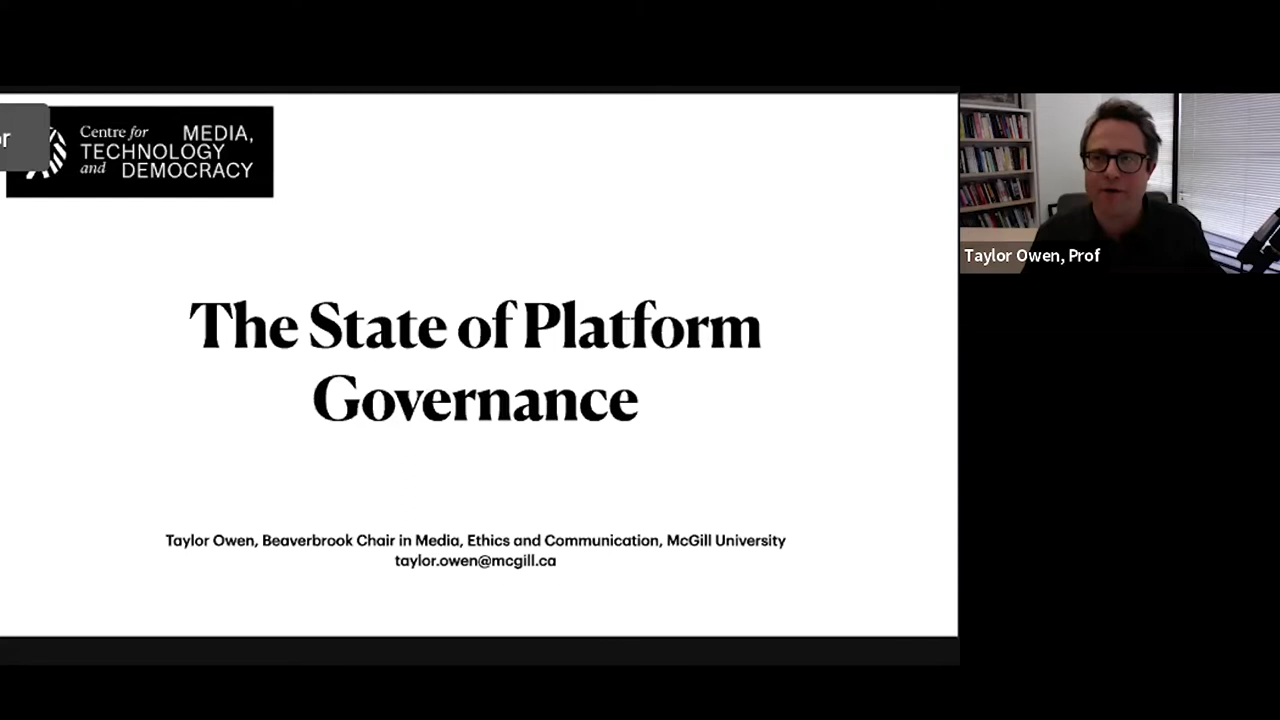 Centre for MEDIA,
TECHNOLOGY
and DEMOCRACY
The State of Platform
Governance
Taylor Owen, Beaverbrook Chair in Media, Ethics and Communication, McGill University
taylor.owen@mcgill.ca
Taylor Owen, Prof